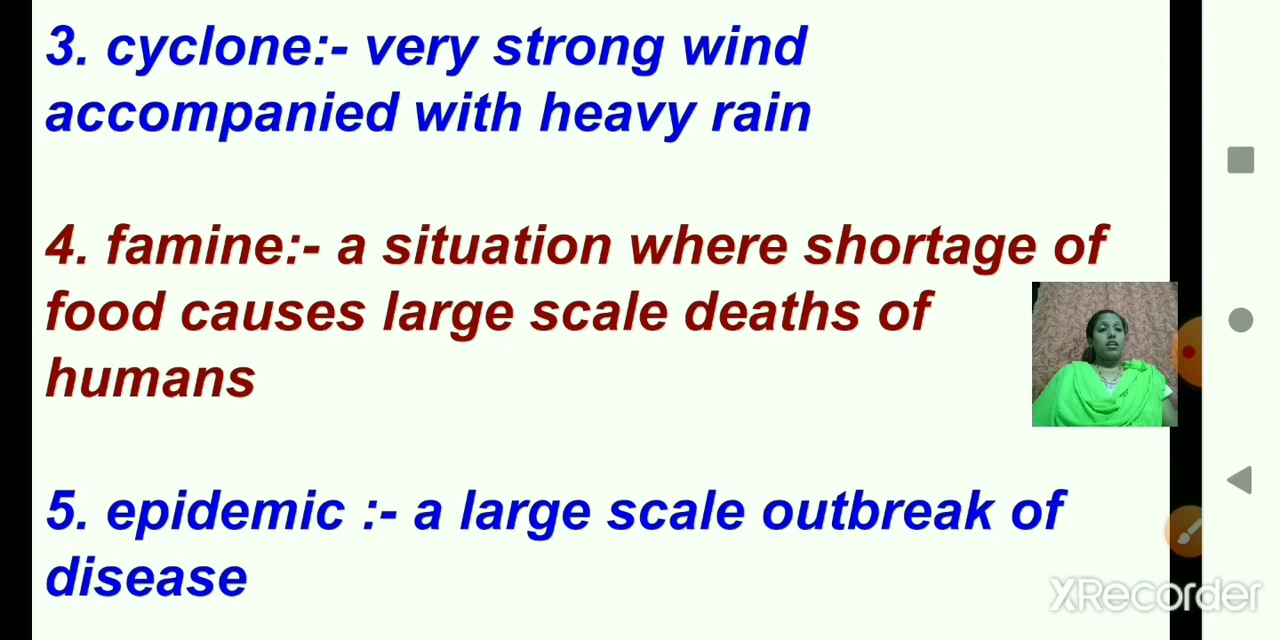 3. cyclone:- very strong wind
accompanied with heavy rain
4. famine:- a situation where shortage of
food causes large scale deaths of
humans
5. epidemic :- a large scale outbreak of
disease
XRecorder